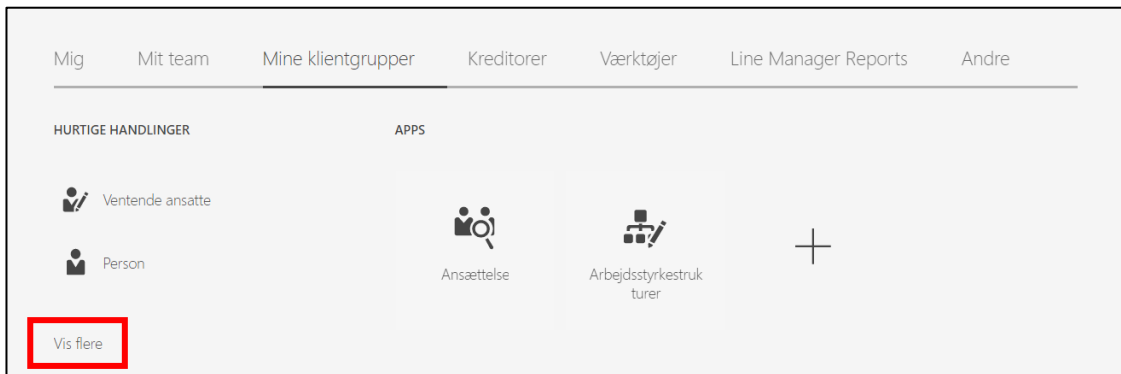 Mig Mit team Mine klientgrupper Kreditorer Værktøjer Line Manager Reports Andre
HURTIGE HANDLINGER APPS
Ventende ansatte
Person
Ansættelse
Arbejdsstyrkestruk
turer
Vis flere